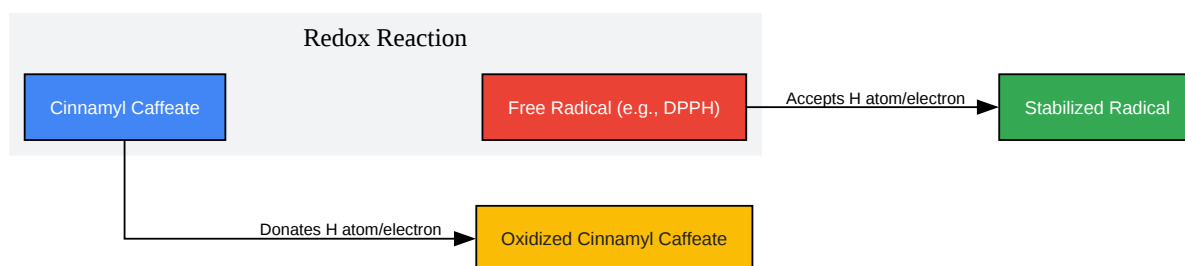 Redox Reaction
Cinnamyl Caffeate
Free Radical (e.g., DPPH)
Accepts H atom/electron
Stabilized Radical
Donates H atom/electron
Oxidized Cinnamyl Caffeate